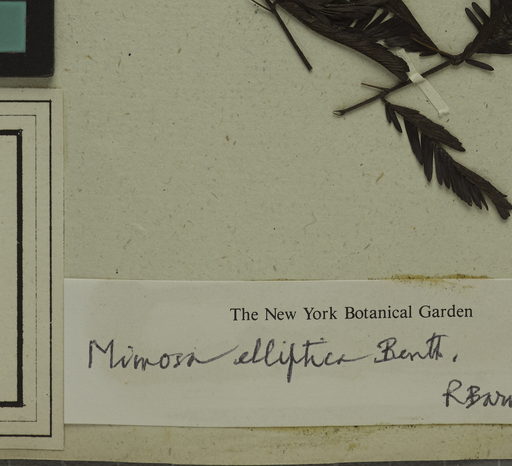 The New York Botanical Garden
Mimosa elliptica Benth.